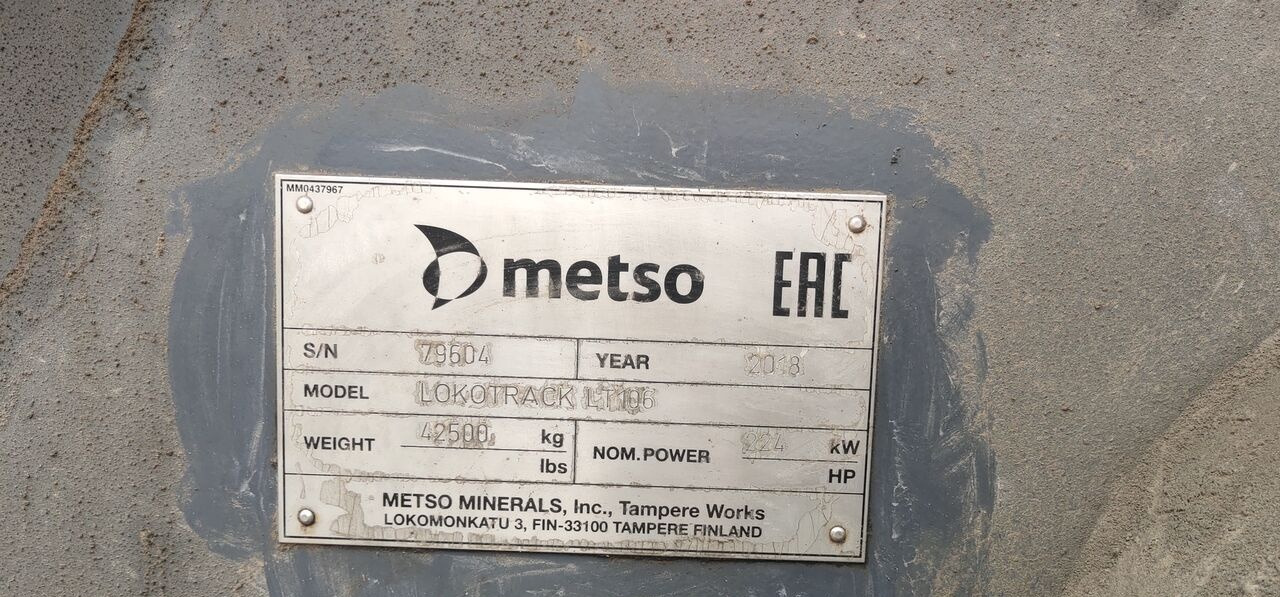 MM0437967
metso EAC
S/N 79604 YEAR 2018
MODEL LOKOTRACK LT106
WEIGHT 42500 kg
lbs
NOM.POWER 224 kW
HP
METSO MINERALS, Inc., Tampere Works
LOKOMONKATU 3, FIN-33100 TAMPERE FINLAND